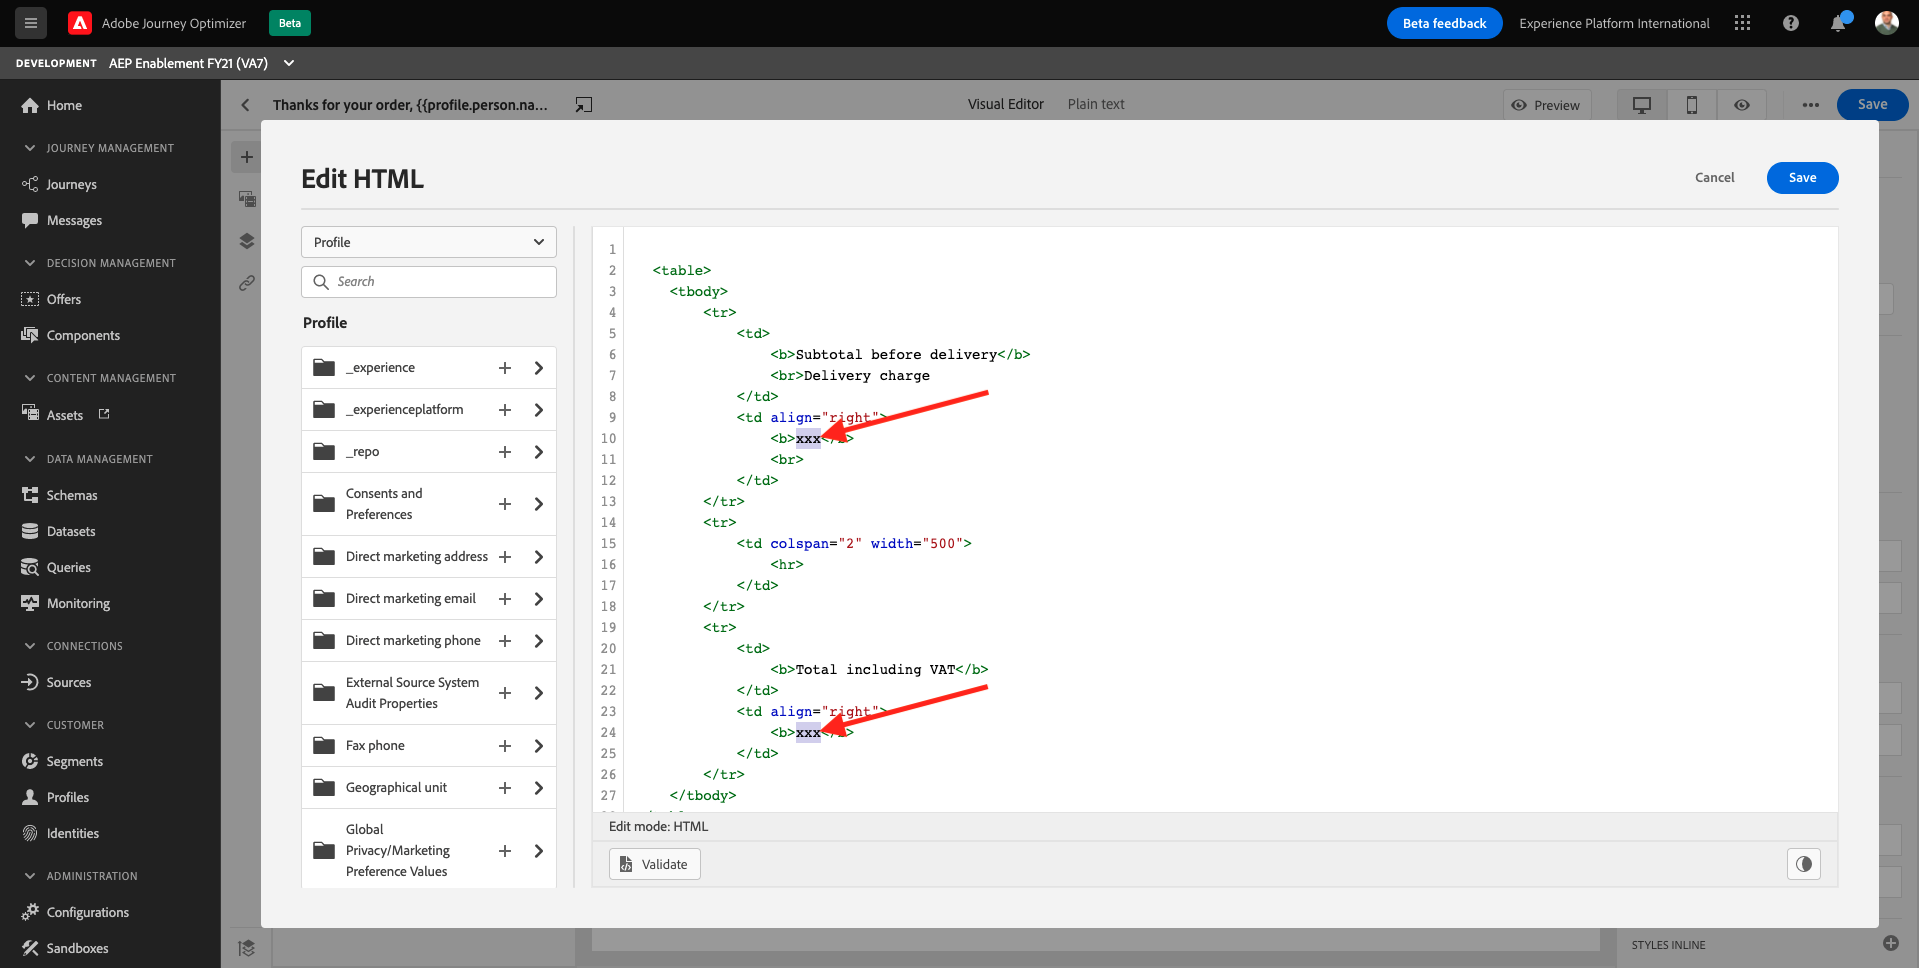 Adobe Journey Optimizer
Beta
Beta feedback
Experience Platform International
DEVELOPMENT
AEP Enablement FY21 (VA7)
Home
JOURNEY MANAGEMENT
Journeys
Messages
DECISION MANAGEMENT
Offers
Components
CONTENT MANAGEMENT
Assets
DATA MANAGEMENT
Schemas
Datasets
Queries
Monitoring
CONNECTIONS
Sources
CUSTOMER
Segments
Profiles
Identities
ADMINISTRATION
Configurations
Sandboxes
Thanks for your order, {{profile.person.na...
Visual Editor
Plain text
Preview
Save
Edit HTML
Cancel
Save
Profile
Search
Profile
_experience
_experienceplatform
_repo
Consents and
Preferences
Direct marketing address
Direct marketing email
Direct marketing phone
External Source System
Audit Properties
Fax phone
Geographical unit
Global
Privacy/Marketing
Preference Values
1
2 <table>
3 <tbody>
4 <tr>
5 <td>
6 <b>Subtotal before delivery</b>
7 <br>Delivery charge
8 </td>
9 <td align="right">
10 <b>xxx</b>
11 <br>
12 </td>
13 </tr>
14 <tr>
15 <td colspan="2" width="500">
16 <hr>
17 </td>
18 </tr>
19 <tr>
20 <td>
21 <b>Total including VAT</b>
22 </td>
23 <td align="right">
24 <b>xxx</b>
25 </td>
26 </tr>
27 </tbody>
Edit mode: HTML
Validate
STYLES INLINE